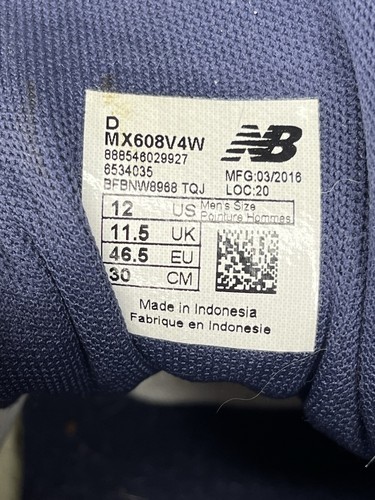 D
MX608V4W
NB
888546029927
6534035
MFG:03/2016
BFBNW8968 TQJ
LOC:20
12 US Men's Size
Pointure Hommes
11.5 UK
46.5 EU
30 CM
Made in Indonesia
Fabrique en Indonesie